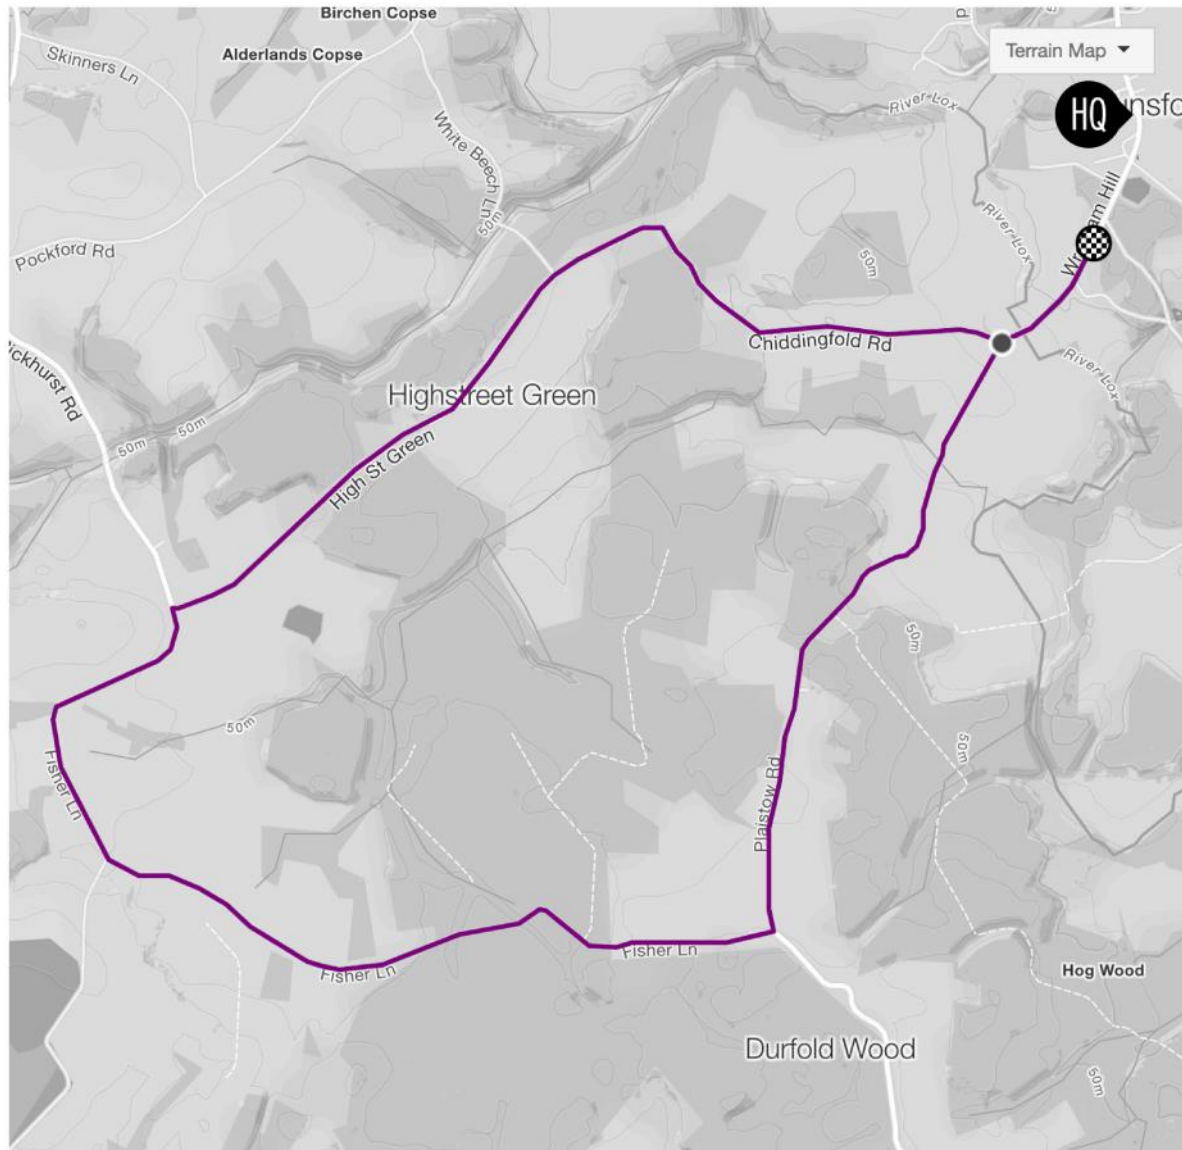 Birchen Copse
Alderlands Copse
Skinners Ln
Terrain Map
River Lox
HQ
White Beech Ln
50m
Pockford Rd
River Lox
50m
Chiddingfold Rd
River Lox
Highstreet Green
50m
50m
High St Green
50m
50m
50m
Fisher Ln
Plaistow Rd
Fisher Ln
Fisher Ln
Hog Wood
Durfold Wood
50m